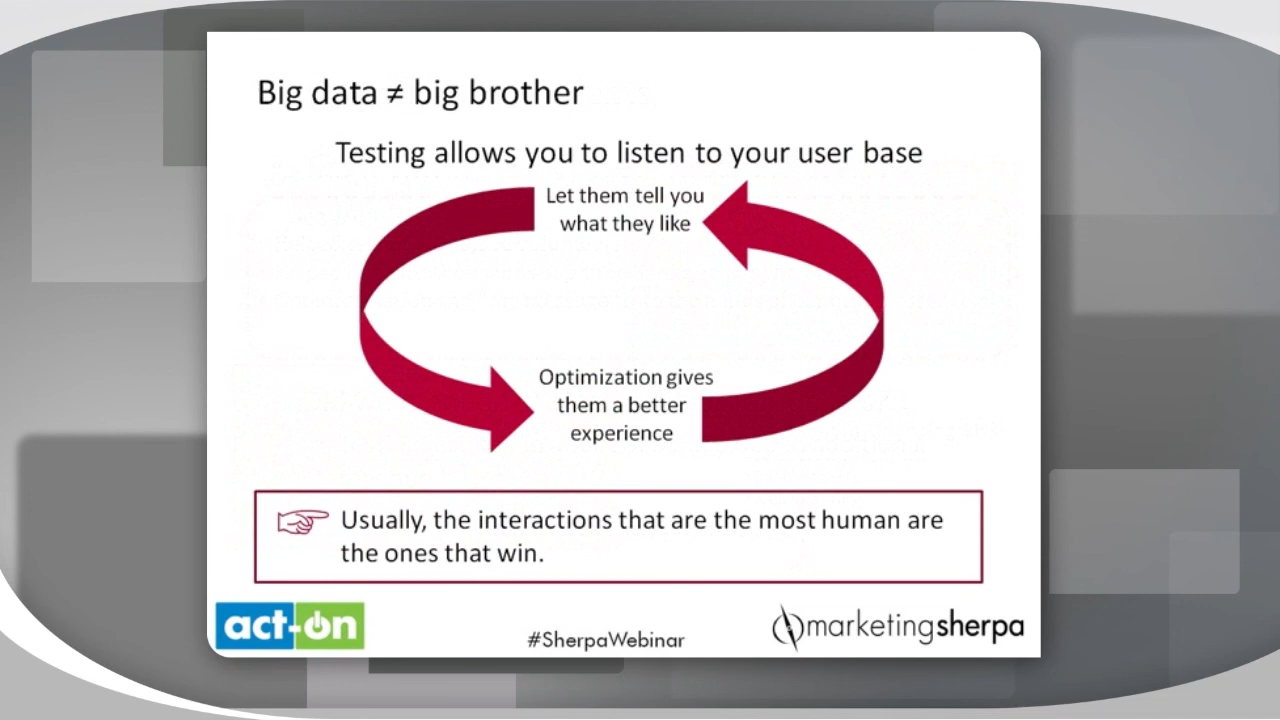 Big data ≠ big brother
Testing allows you to listen to your user base
Let them tell you
what they like
Optimization gives
them a better
experience
Usually, the interactions that are the most human are
the ones that win.
act-on
#SherpaWebinar
marketingsherpa